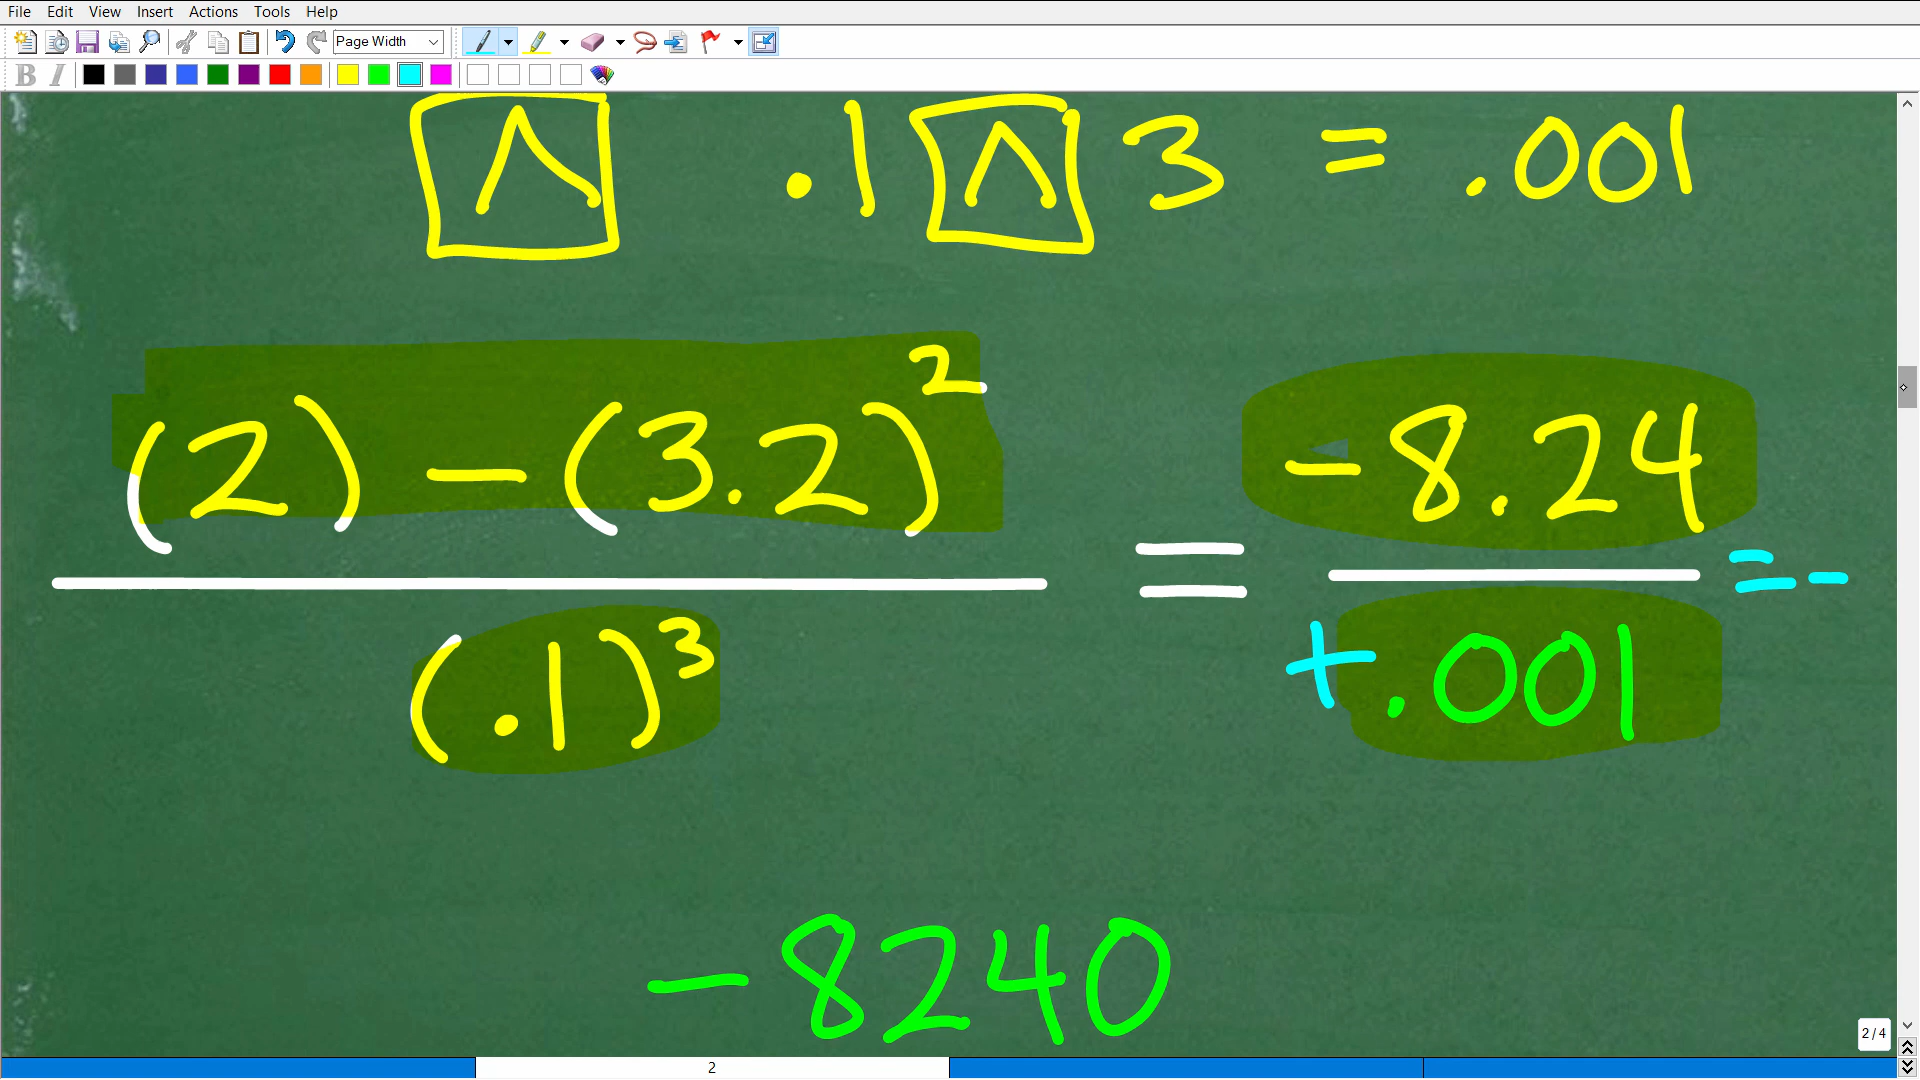 File Edit View Insert Actions Tools Help
Page Width
B I
^ .1 ^ 3 = .001
(2) - (3.2)²
(.1)³
=
-8.24
+.001
= -
-8240
2 / 4
2